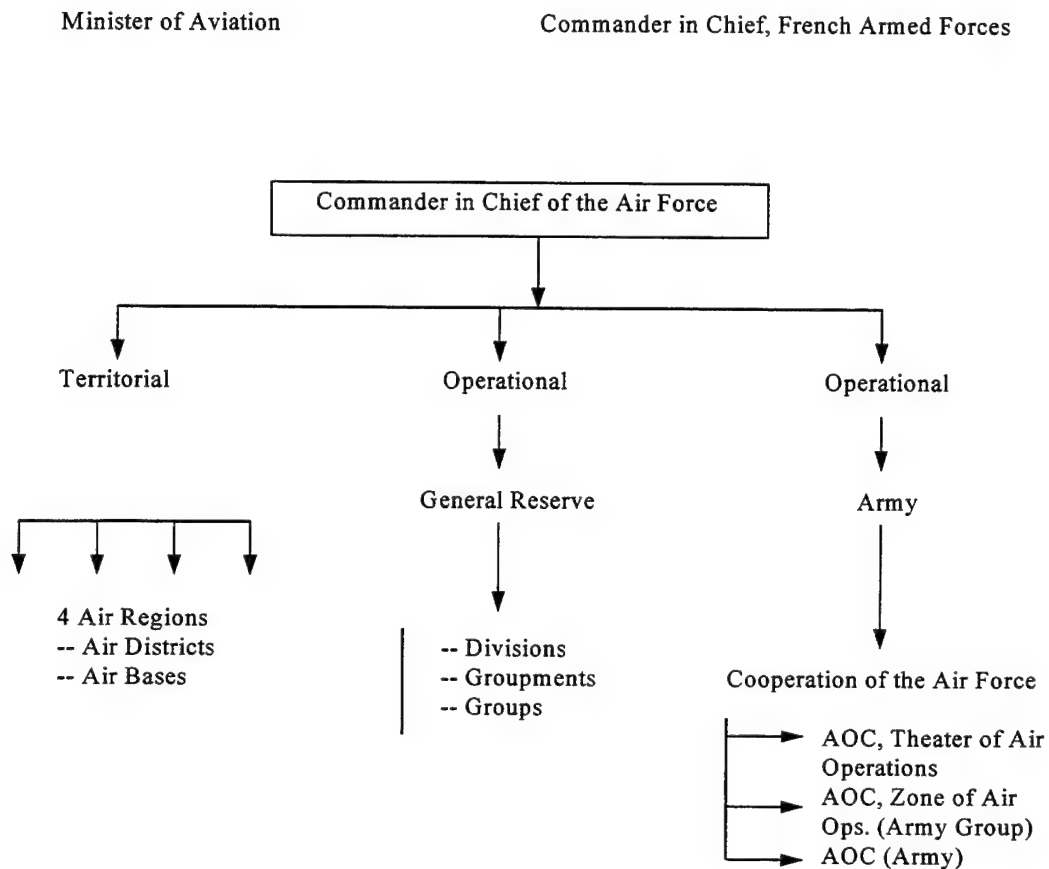 Minister of Aviation
Commander in Chief, French Armed Forces
Commander in Chief of the Air Force
Territorial
Operational
Operational
General Reserve
Army
4 Air Regions
-- Air Districts
-- Air Bases
-- Divisions
-- Groupments
-- Groups
Cooperation of the Air Force
AOC, Theater of Air
Operations
AOC, Zone of Air
Ops. (Army Group)
AOC (Army)